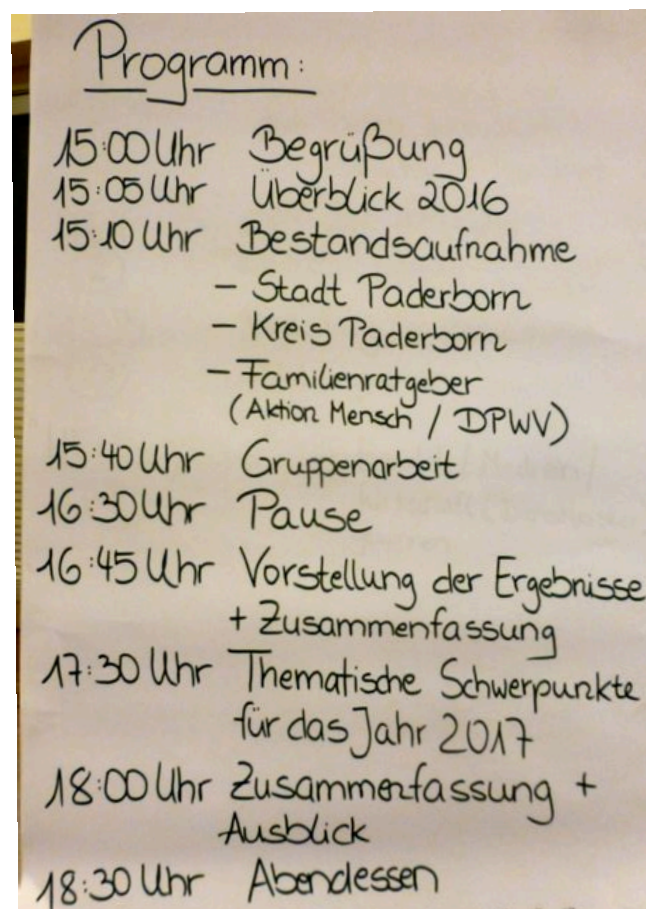 Programm:
15:00 Uhr Begrüßung
15:05 Uhr Überblick 2016
15:10 Uhr Bestandsaufnahme
- Stadt Paderborn
- Kreis Paderborn
- Familienratgeber
(Aktion Mensch / DPWV)
15:40 Uhr Gruppenarbeit
16:30 Uhr Pause
16:45 Uhr Vorstellung der Ergebnisse
+ Zusammenfassung
17:30 Uhr Thematische Schwerpunkte
für das Jahr 2017
18:00 Uhr Zusammenfassung +
Ausblick
18:30 Uhr Abendessen